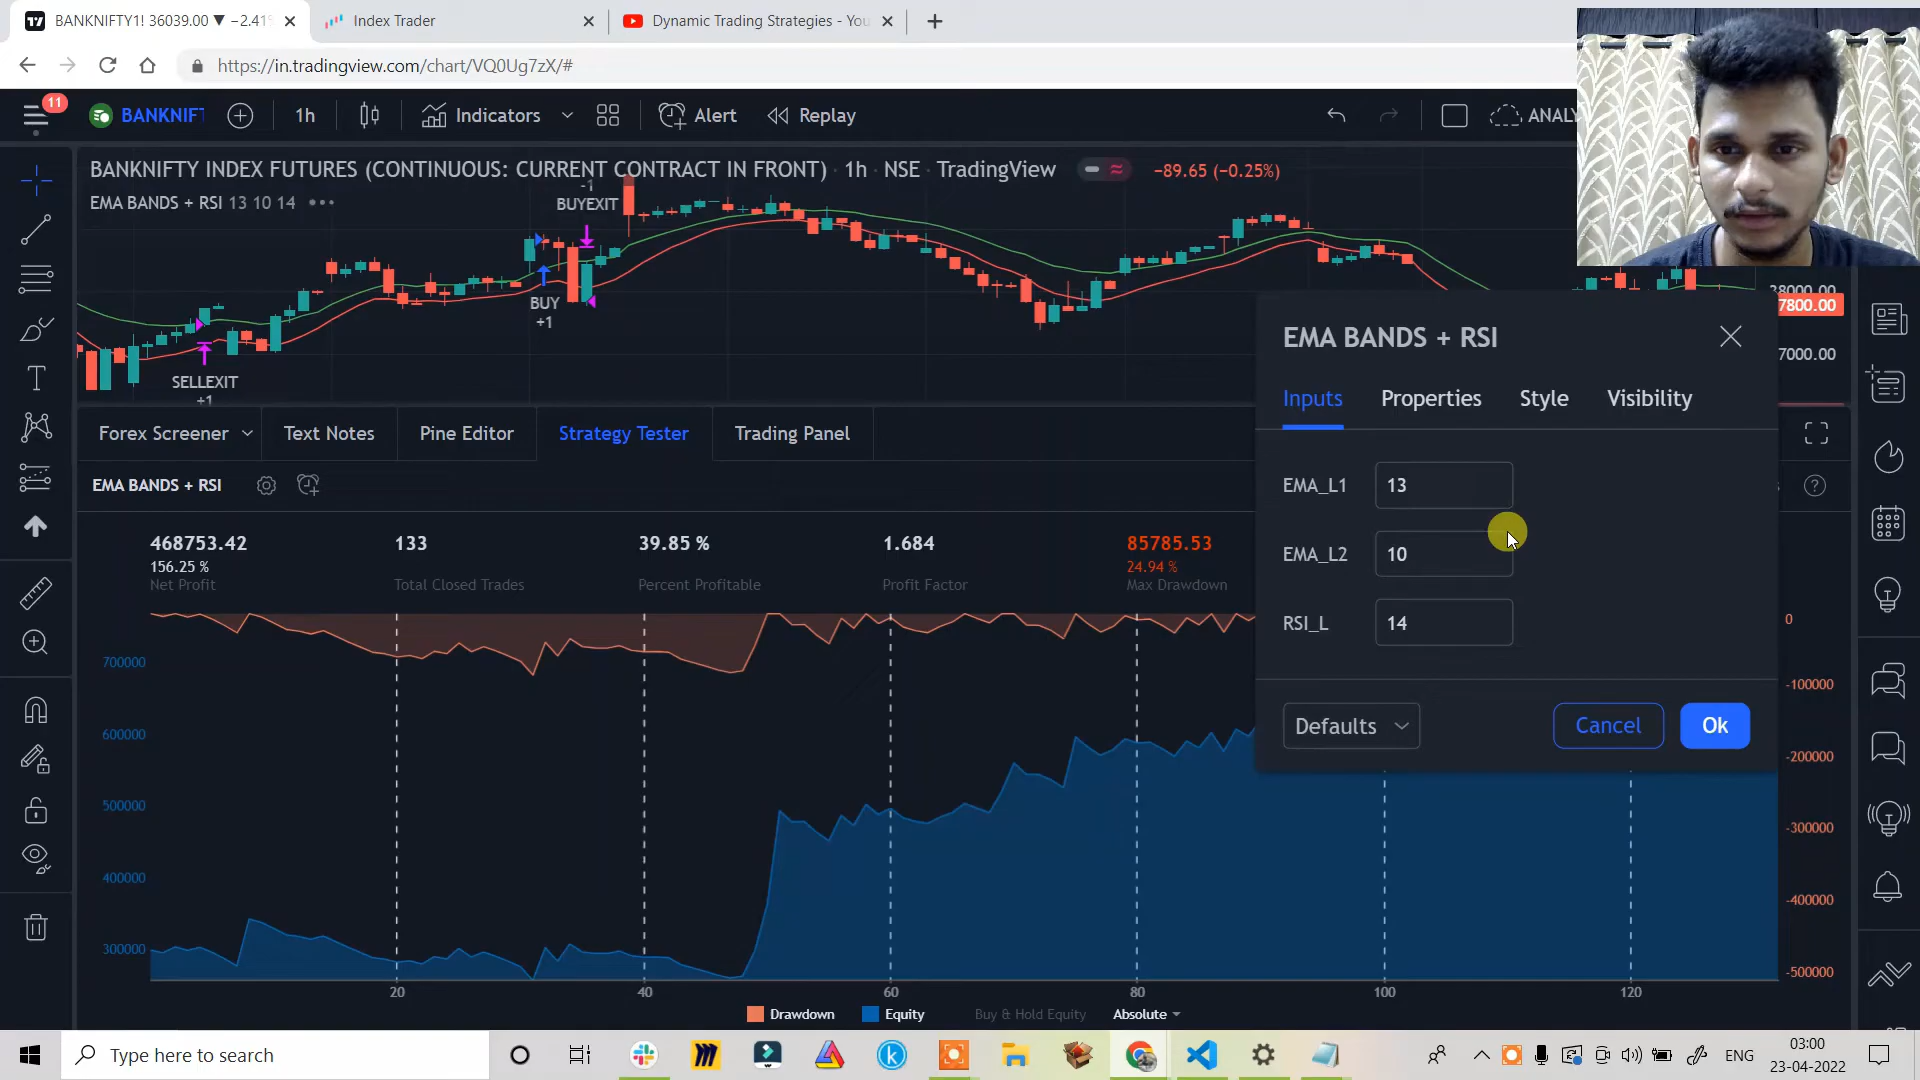 BANKNIFTY1! 36039.00 ▼ −2.41%
Index Trader
Dynamic Trading Strategies - You
https://in.tradingview.com/chart/VQ0Ug7zX/#
11
BANKNIFT
1h
Indicators
Alert
Replay
ANALY
BANKNIFTY INDEX FUTURES (CONTINUOUS: CURRENT CONTRACT IN FRONT) · 1h · NSE · TradingView
−89.65 (−0.25%)
EMA BANDS + RSI 13 10 14
-1
BUYEXIT
BUY
+1
SELLEXIT
+1
38000.00
7800.00
7000.00
EMA BANDS + RSI
Inputs
Properties
Style
Visibility
EMA_L1
13
EMA_L2
10
RSI_L
14
Defaults
Cancel
Ok
Forex Screener
Text Notes
Pine Editor
Strategy Tester
Trading Panel
EMA BANDS + RSI
468753.42
156.25 %
Net Profit
133
Total Closed Trades
39.85 %
Percent Profitable
1.684
Profit Factor
85785.53
24.94 %
Max Drawdown
700000
600000
500000
400000
300000
0
-100000
-200000
-300000
-400000
-500000
20
40
60
80
100
120
Drawdown
Equity
Buy & Hold Equity
Absolute
Type here to search
ENG
03:00
23-04-2022